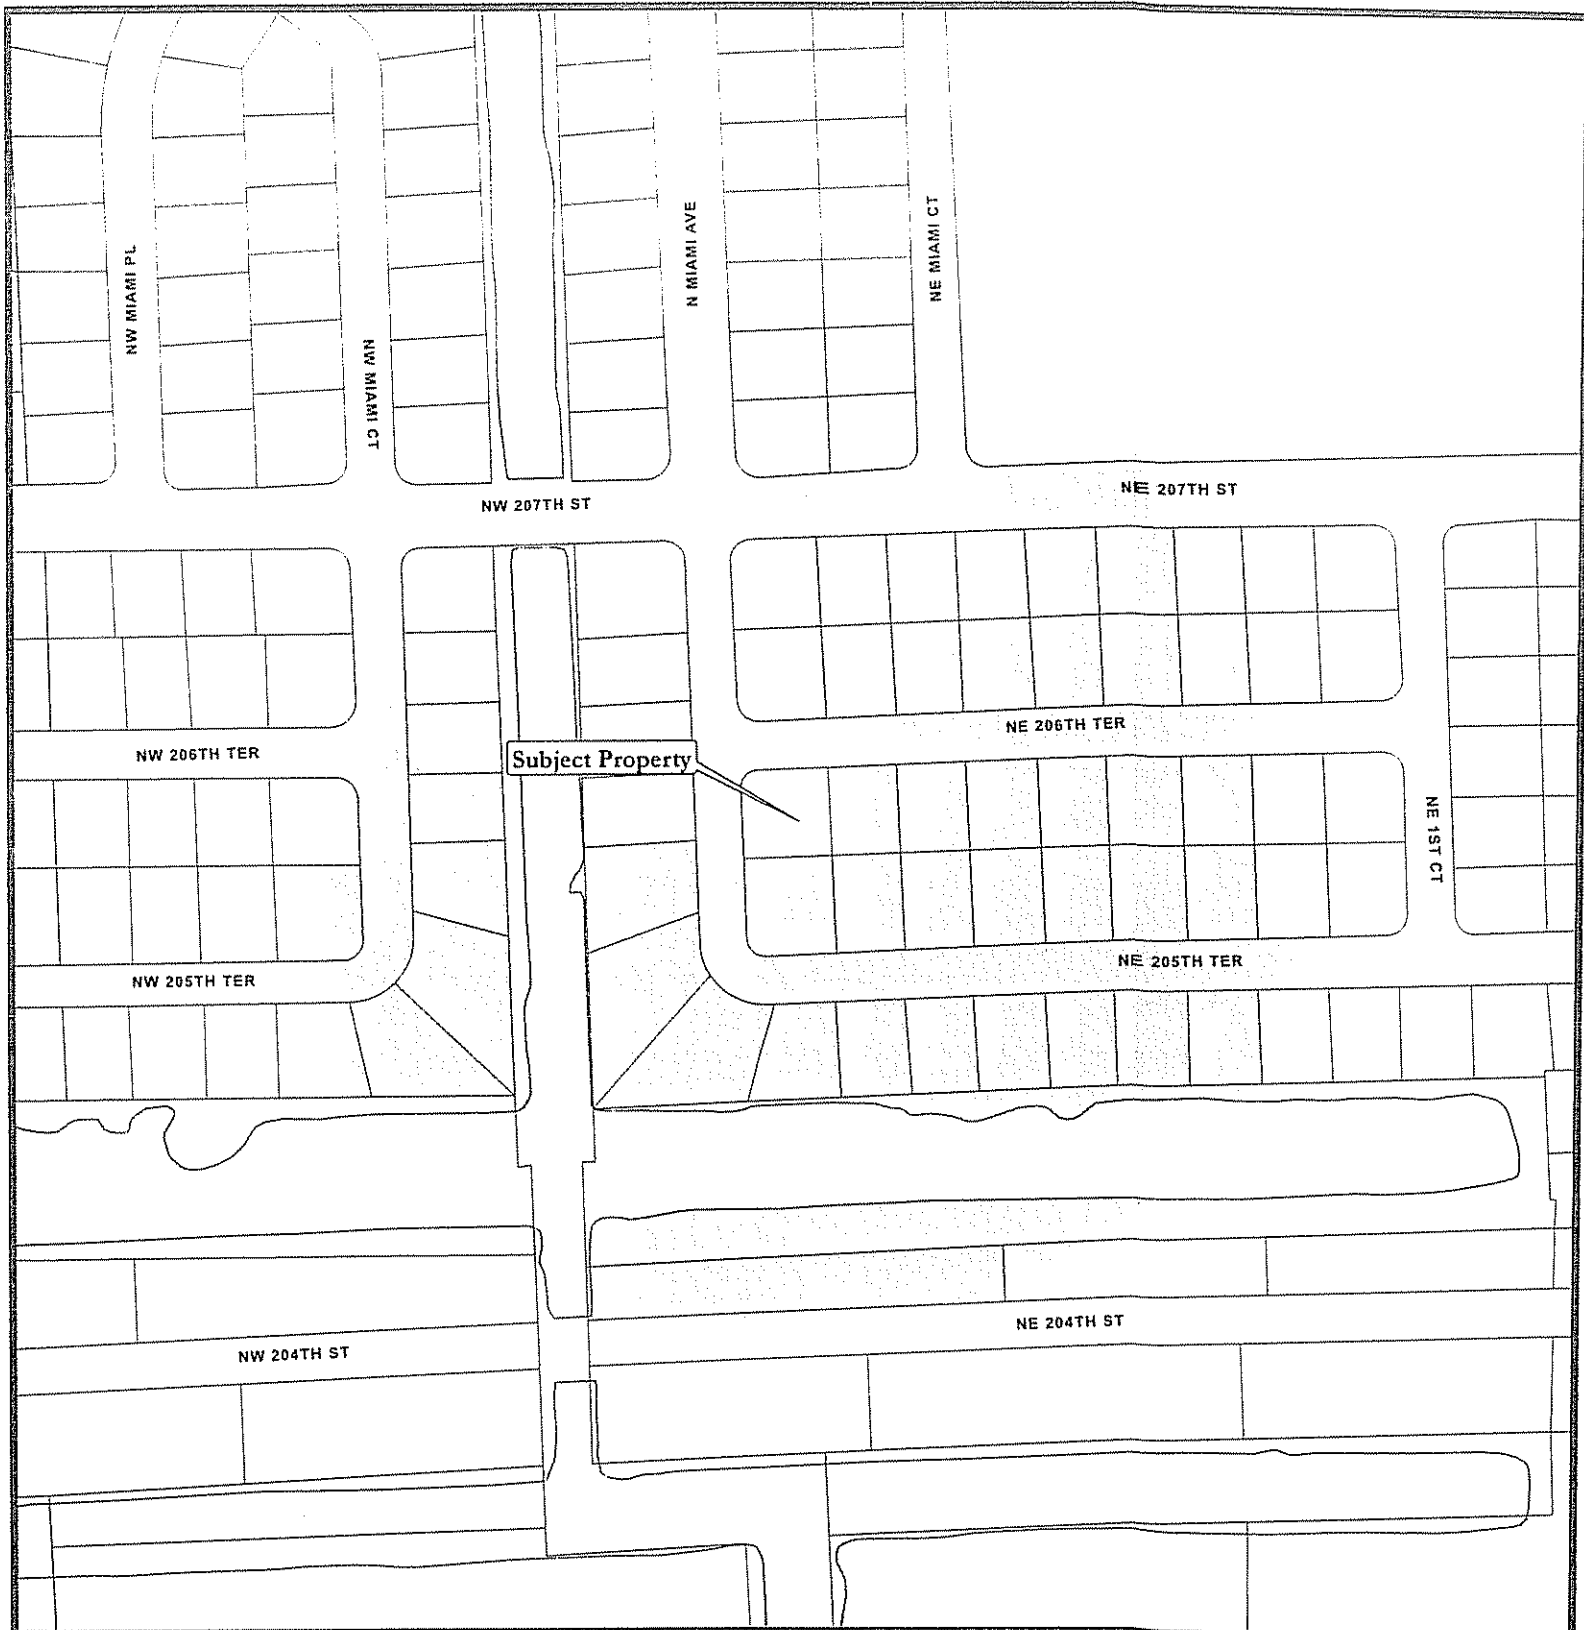 NW MIAMI PL
NW MIAMI CT
N MIAMI AVE
NE MIAMI CT
NW 207TH ST
NE 207TH ST
NW 206TH TER
Subject Property
NE 206TH TER
NE 1ST CT
NW 205TH TER
NE 205TH TER
NW 204TH ST
NE 204TH ST